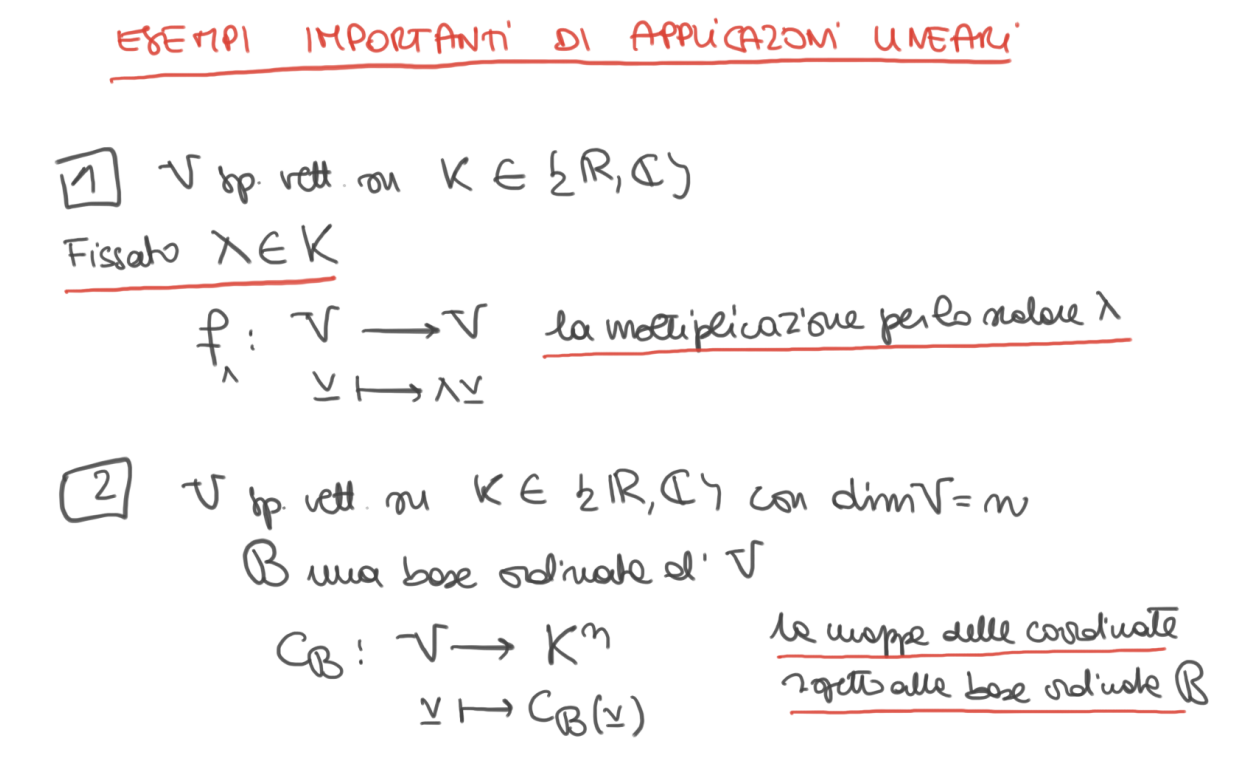 ESEMPI IMPORTANTI DI APPLICAZIONI LINEARI
1 V sp. vett. su K ∈ {R, C}
Fissato λ ∈ K
f_λ : V ⟶ V la moltiplicazione per lo scalare λ
v ⟼ λv
2 V sp. vett. su K ∈ {R, C} con dim V = n
B una base ordinata di V
C_B : V ⟶ K^n la mappa delle coordinate
v ⟼ C_B(v) rispetto alla base ordinata B